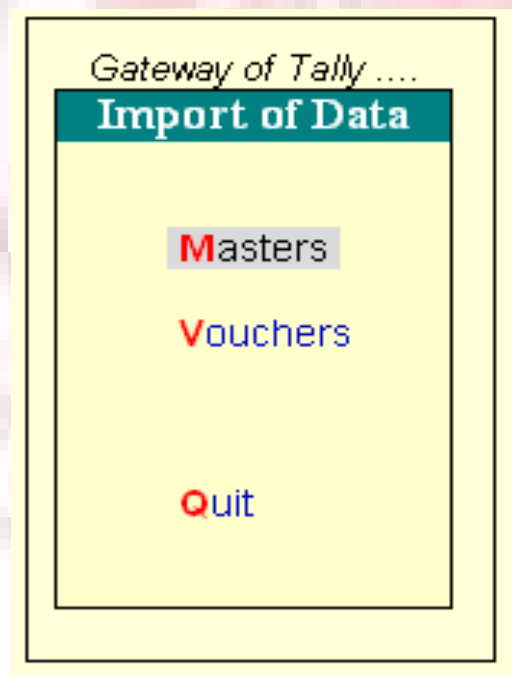 Gateway of Tally ....
Import of Data
Masters
Vouchers
Quit